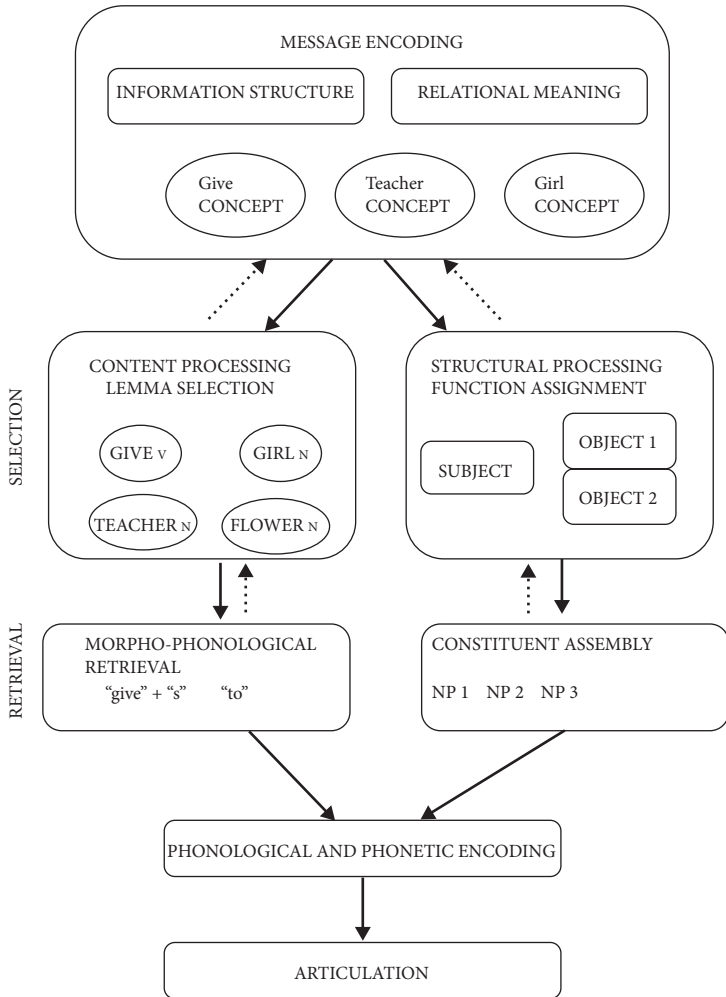 MESSAGE ENCODING
INFORMATION STRUCTURE
RELATIONAL MEANING
Give
CONCEPT
Teacher
CONCEPT
Girl
CONCEPT
SELECTION
CONTENT PROCESSING
LEMMA SELECTION
GIVE V
GIRL N
TEACHER N
FLOWER N
STRUCTURAL PROCESSING
FUNCTION ASSIGNMENT
SUBJECT
OBJECT 1
OBJECT 2
RETRIEVAL
MORPHO-PHONOLOGICAL
RETRIEVAL
“give” + “s” “to”
CONSTITUENT ASSEMBLY
NP 1 NP 2 NP 3
PHONOLOGICAL AND PHONETIC ENCODING
ARTICULATION